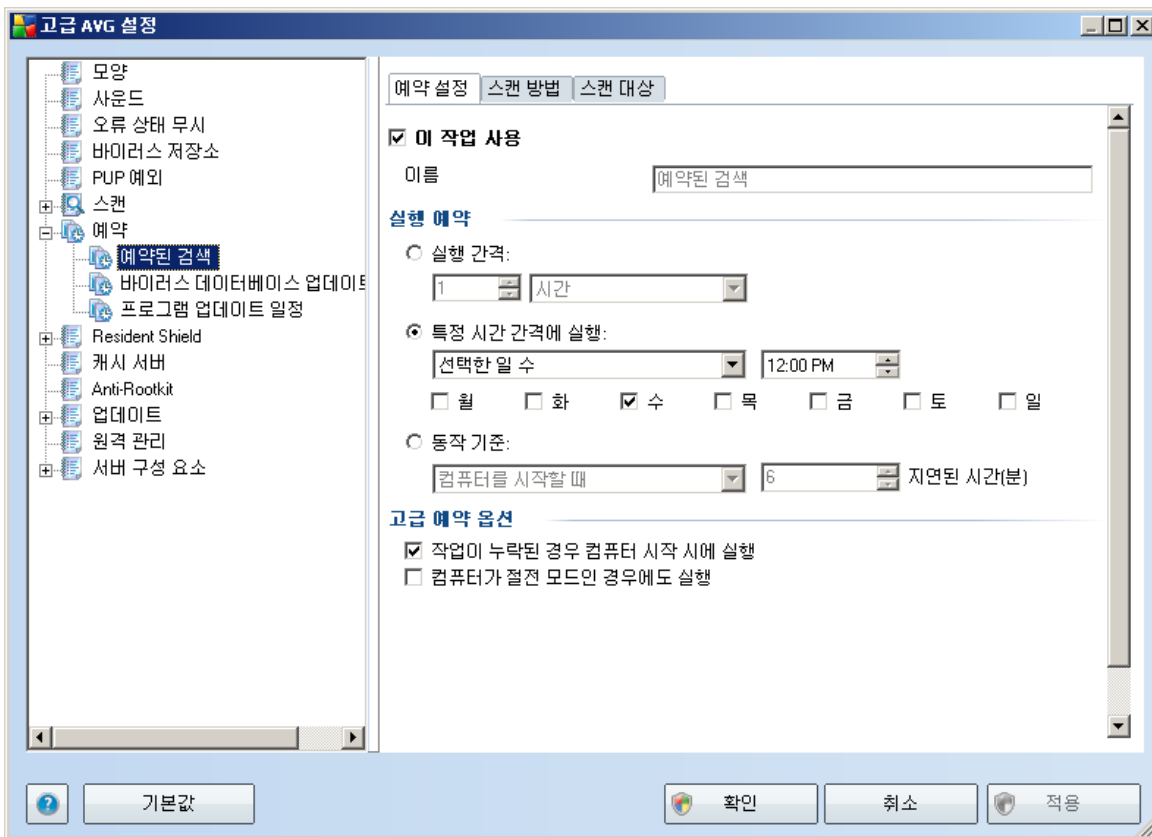 고급 AVG 설정
모양
사운드
오류 상태 무시
바이러스 저장소
PUP 예외
스캔
예약
예약된 검색
바이러스 데이터베이스 업데이트
프로그램 업데이트 일정
Resident Shield
캐시 서버
Anti-Rootkit
업데이트
원격 관리
서버 구성 요소
예약 설정 스캔 방법 스캔 대상
이 작업 사용
이름 예약된 검색
실행 예약
실행 간격:
1 시간
특정 시간 간격에 실행:
선택한 일 수 12:00 PM
월 화 수 목 금 토 일
동작 기준:
컴퓨터를 시작할 때 6 지연된 시간(분)
고급 예약 옵션
작업이 누락된 경우 컴퓨터 시작 시에 실행
컴퓨터가 절전 모드인 경우에도 실행
? 기본값 확인 취소 적용